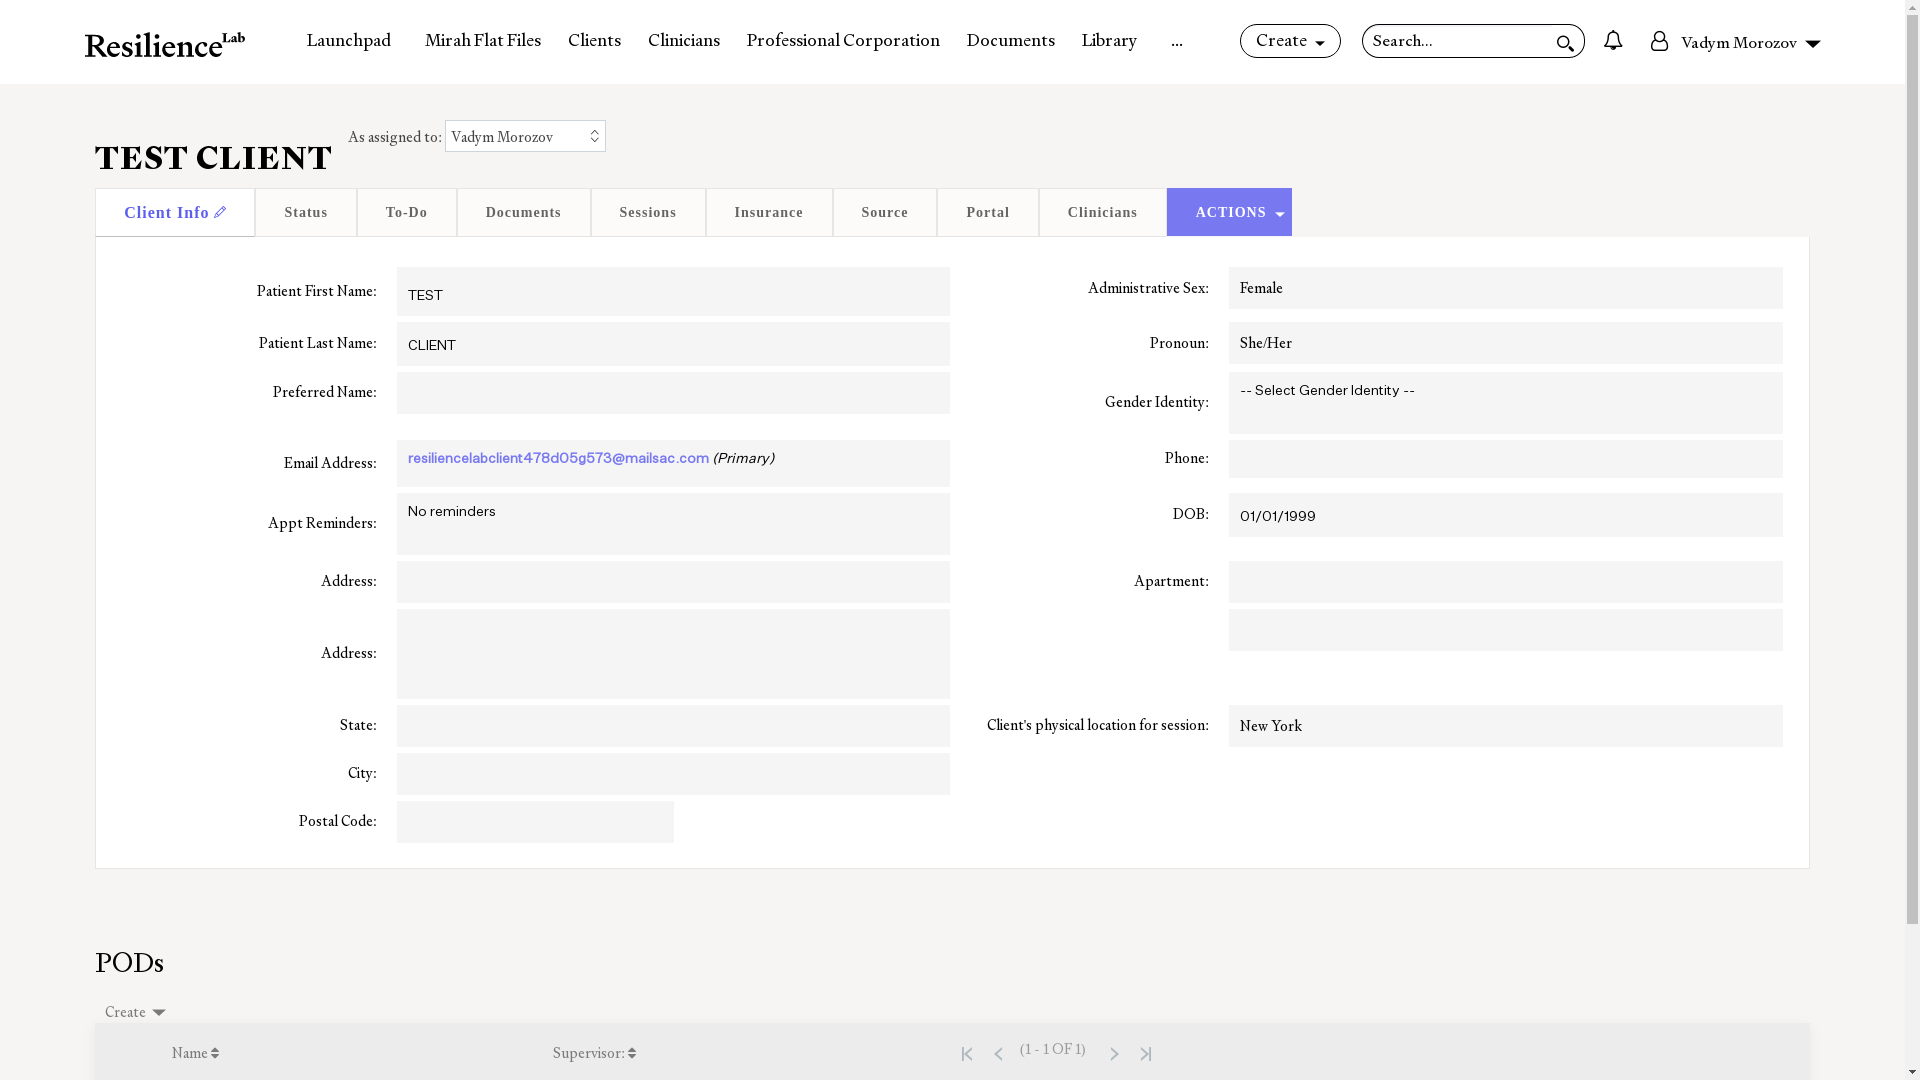 Resilience Lab
Launchpad
Mirah Flat Files
Clients
Clinicians
Professional Corporation
Documents
Library
...
Create
Search...
Vadym Morozov
TEST CLIENT
As assigned to: Vadym Morozov
Client Info
Status
To-Do
Documents
Sessions
Insurance
Source
Portal
Clinicians
ACTIONS
Patient First Name: TEST
Administrative Sex: Female
Patient Last Name: CLIENT
Pronoun: She/Her
Preferred Name:
Gender Identity: -- Select Gender Identity --
Email Address: resiliencelabclient478d05g573@mailsac.com (Primary)
Phone:
Appt Reminders: No reminders
DOB: 01/01/1999
Address:
Apartment:
Address:
State:
Client's physical location for session: New York
City:
Postal Code:
PODs
Create
Name
Supervisor:
(1 - 1 OF 1)